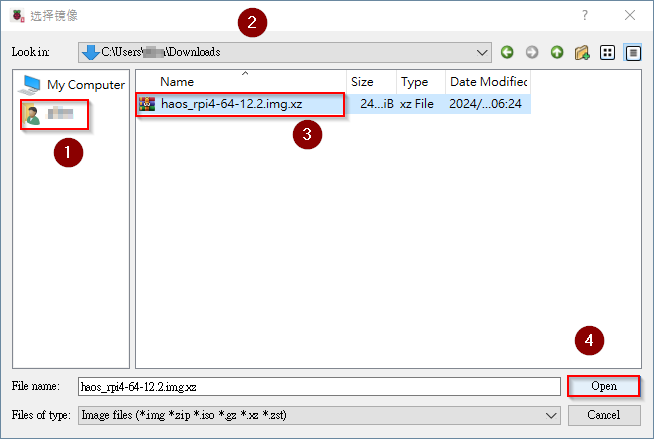 选择镜像
2
Look in: C:\Users\ \Downloads
My Computer
1
Name Size Type Date Modified
haos_rpi4-64-12.2.img.xz 24...iB xz File 2024/...06:24
3
4
File name: haos_rpi4-64-12.2.img.xz Open
Files of type: Image files (*.img *.zip *.iso *.gz *.xz *.zst) Cancel